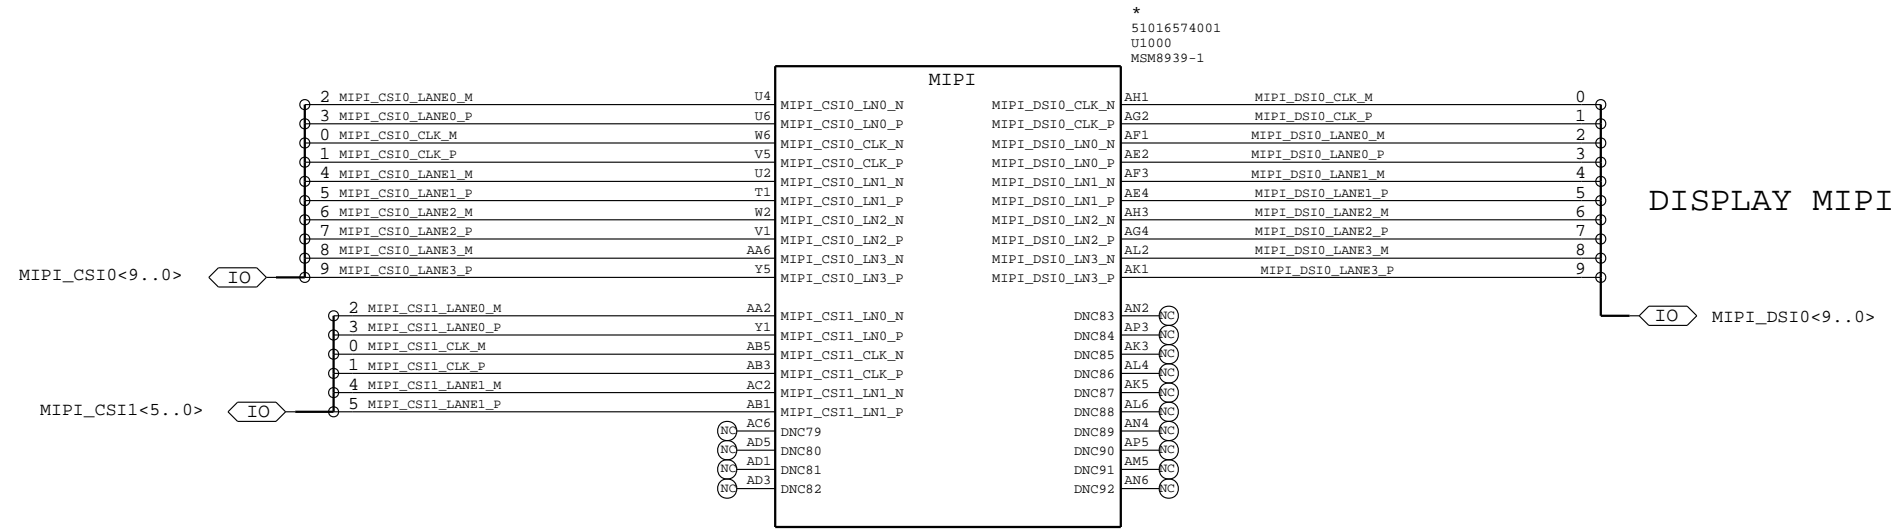 *
51016574001
U1000
MSM8939-1
MIPI
2 MIPI_CSI0_LANE0_M U4 MIPI_CSI0_LN0_N MIPI_DSI0_CLK_N AH1 MIPI_DSI0_CLK_M 0
3 MIPI_CSI0_LANE0_P U6 MIPI_CSI0_LN0_P MIPI_DSI0_CLK_P AG2 MIPI_DSI0_CLK_P 1
0 MIPI_CSI0_CLK_M W6 MIPI_CSI0_CLK_N MIPI_DSI0_LN0_N AF1 MIPI_DSI0_LANE0_M 2
1 MIPI_CSI0_CLK_P V5 MIPI_CSI0_CLK_P MIPI_DSI0_LN0_P AE2 MIPI_DSI0_LANE0_P 3
4 MIPI_CSI0_LANE1_M U2 MIPI_CSI0_LN1_N MIPI_DSI0_LN1_N AF3 MIPI_DSI0_LANE1_M 4
5 MIPI_CSI0_LANE1_P T1 MIPI_CSI0_LN1_P MIPI_DSI0_LN1_P AE4 MIPI_DSI0_LANE1_P 5
DISPLAY MIPI
6 MIPI_CSI0_LANE2_M W2 MIPI_CSI0_LN2_N MIPI_DSI0_LN2_N AH3 MIPI_DSI0_LANE2_M 6
7 MIPI_CSI0_LANE2_P V1 MIPI_CSI0_LN2_P MIPI_DSI0_LN2_P AG4 MIPI_DSI0_LANE2_P 7
8 MIPI_CSI0_LANE3_M AA6 MIPI_CSI0_LN3_N MIPI_DSI0_LN3_N AL2 MIPI_DSI0_LANE3_M 8
9 MIPI_CSI0_LANE3_P Y5 MIPI_CSI0_LN3_P MIPI_DSI0_LN3_P AK1 MIPI_DSI0_LANE3_P 9
MIPI_CSI0<9..0> IO
2 MIPI_CSI1_LANE0_M AA2 MIPI_CSI1_LN0_N DNC83 AN2 NC
IO MIPI_DSI0<9..0>
3 MIPI_CSI1_LANE0_P Y1 MIPI_CSI1_LN0_P DNC84 AP3 NC
0 MIPI_CSI1_CLK_M AB5 MIPI_CSI1_CLK_N DNC85 AK3 NC
1 MIPI_CSI1_CLK_P AB3 MIPI_CSI1_CLK_P DNC86 AL4 NC
4 MIPI_CSI1_LANE1_M AC2 MIPI_CSI1_LN1_N DNC87 AK5 NC
5 MIPI_CSI1_LANE1_P AB1 MIPI_CSI1_LN1_P DNC88 AL6 NC
MIPI_CSI1<5..0> IO
NC AC6 DNC79 DNC89 AN4 NC
NC AD5 DNC80 DNC90 AP5 NC
NC AD1 DNC81 DNC91 AM5 NC
NC AD3 DNC82 DNC92 AN6 NC